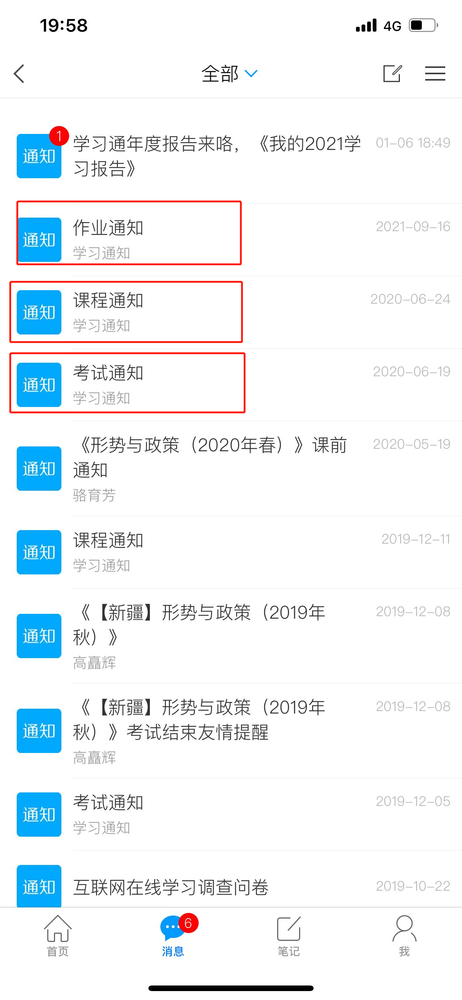 19:58
4G
全部
通知
1
学习通年度报告来咯，《我的2021学
习报告》
01-06 18:49
通知
作业通知
学习通知
2021-09-16
通知
课程通知
学习通知
2020-06-24
通知
考试通知
学习通知
2020-06-19
通知
《形势与政策（2020年春）》课前
通知
骆育芳
2020-05-19
通知
课程通知
学习通知
2019-12-11
通知
《【新疆】形势与政策（2019年
秋）》
高矗辉
2019-12-08
通知
《【新疆】形势与政策（2019年
秋）》考试结束友情提醒
高矗辉
2019-12-08
通知
考试通知
学习通知
2019-12-05
通知
互联网在线学习调查问卷
2019-10-22
首页
6
消息
笔记
我